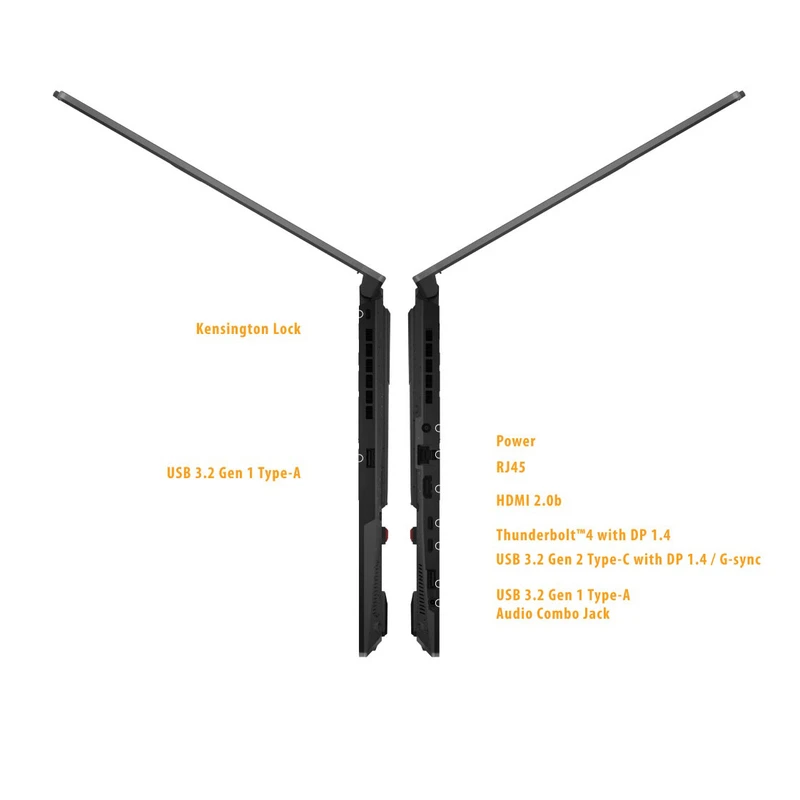 Kensington Lock
USB 3.2 Gen 1 Type-A
Power
RJ45
HDMI 2.0b
Thunderbolt™4 with DP 1.4
USB 3.2 Gen 2 Type-C with DP 1.4 / G-sync
USB 3.2 Gen 1 Type-A
Audio Combo Jack